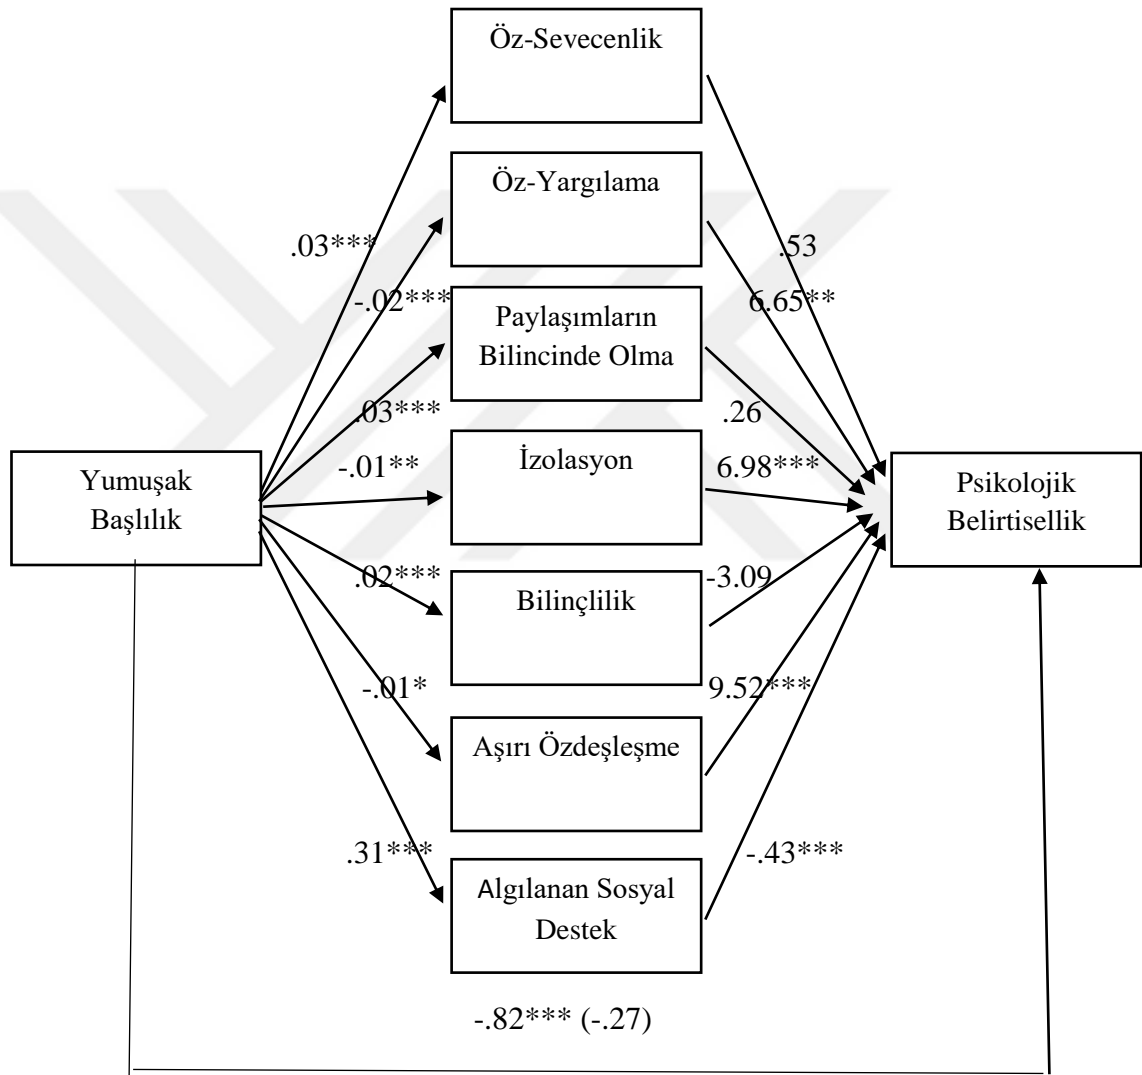 Öz-Sevecenlik
Öz-Yargılama
.03***
.53
-.02***
6.65**
Paylaşımların
Bilincinde Olma
.03***
.26
Yumuşak
Başlılık
-.01**
İzolasyon
6.98***
Psikolojik
Belirtisellik
.02***
Bilinçlilik
-3.09
-.01*
9.52***
Aşırı Özdeşleşme
.31***
-.43***
Algılanan Sosyal
Destek
-.82*** (-.27)